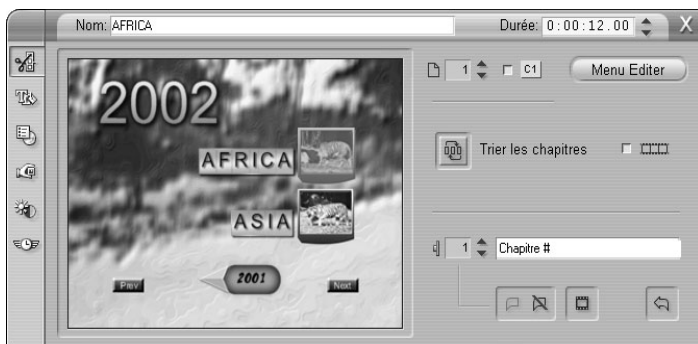 Nom: AFRICA Durée: 0:00:12.00 X
1 C1 Menu Editer
2002
AFRICA
Trier les chapitres
ASIA
1 Chapitre #
Prev 2001 Next